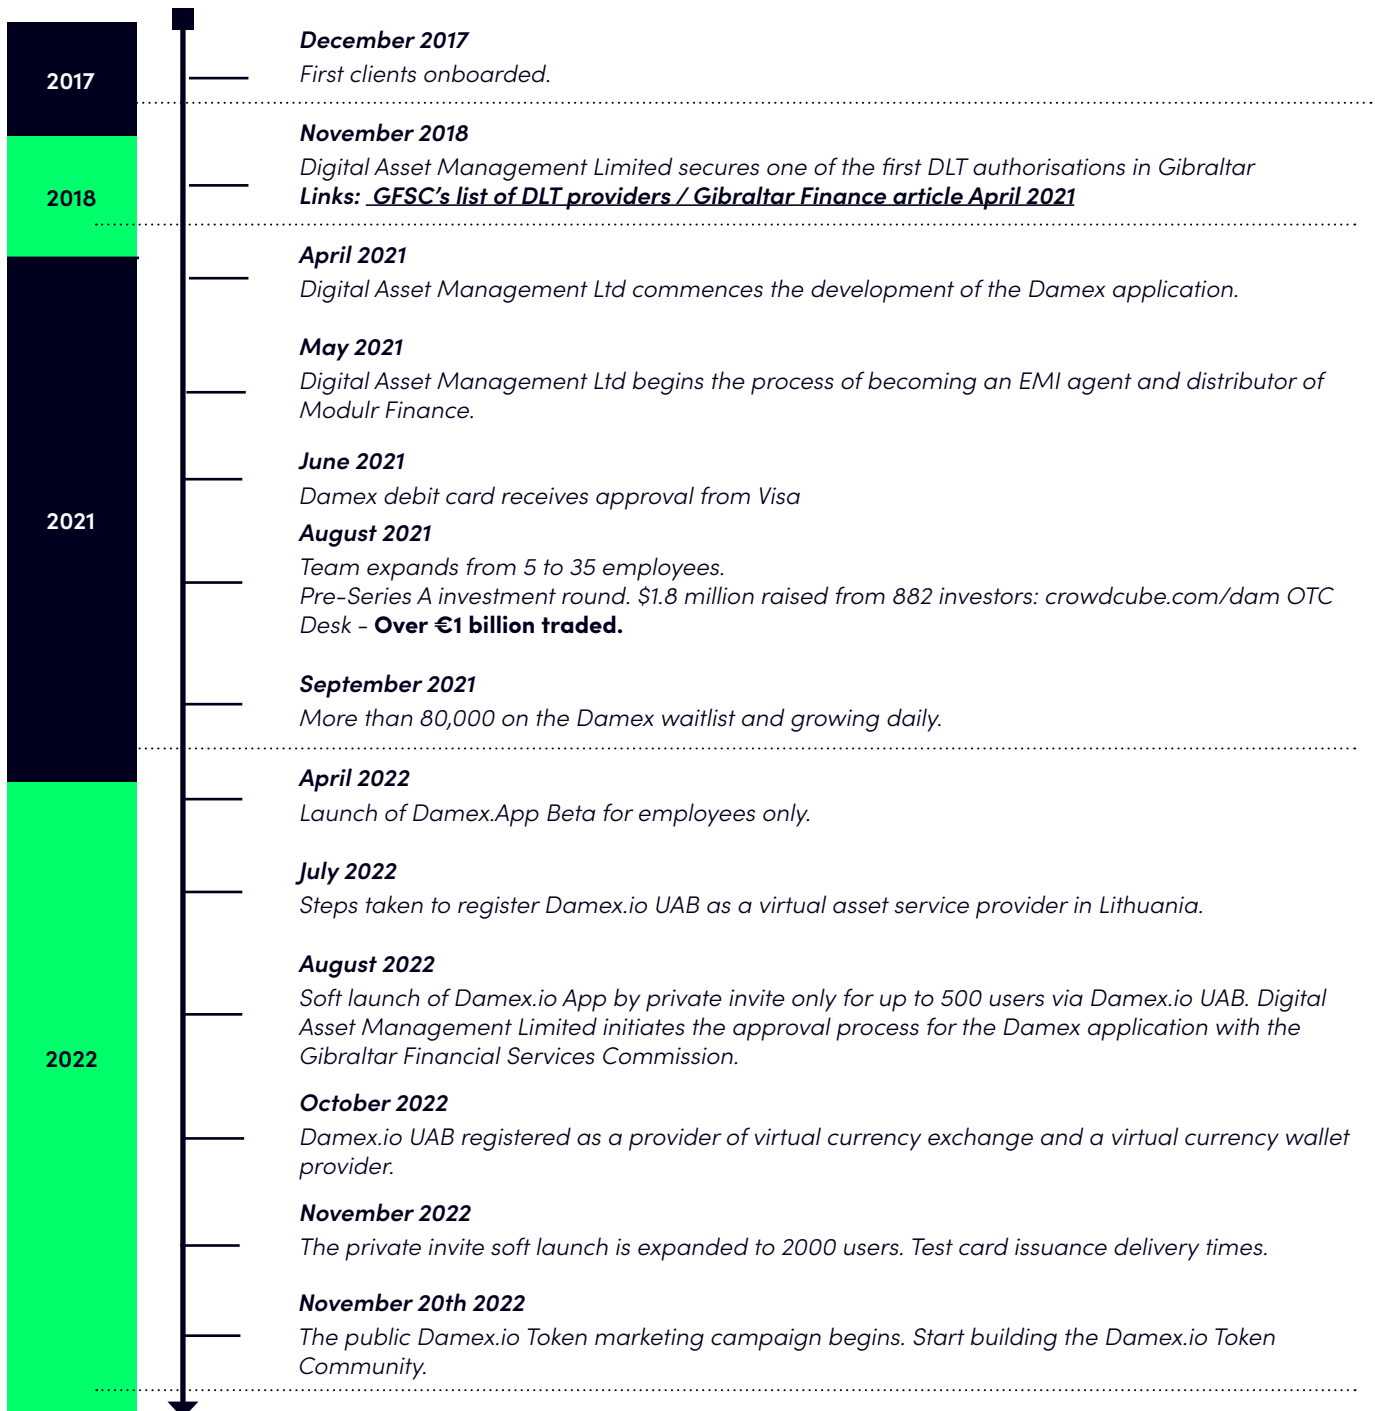 2017
December 2017
First clients onboarded.
2018
November 2018
Digital Asset Management Limited secures one of the first DLT authorisations in Gibraltar
Links:  GFSC's list of DLT providers / Gibraltar Finance article April 2021
2021
April 2021
Digital Asset Management Ltd commences the development of the Damex application.
May 2021
Digital Asset Management Ltd begins the process of becoming an EMI agent and distributor of
Modulr Finance.
June 2021
Damex debit card receives approval from Visa
August 2021
Team expands from 5 to 35 employees.
Pre-Series A investment round. $1.8 million raised from 882 investors: crowdcube.com/dam OTC
Desk - Over €1 billion traded.
September 2021
More than 80,000 on the Damex waitlist and growing daily.
2022
April 2022
Launch of Damex.App Beta for employees only.
July 2022
Steps taken to register Damex.io UAB as a virtual asset service provider in Lithuania.
August 2022
Soft launch of Damex.io App by private invite only for up to 500 users via Damex.io UAB. Digital
Asset Management Limited initiates the approval process for the Damex application with the
Gibraltar Financial Services Commission.
October 2022
Damex.io UAB registered as a provider of virtual currency exchange and a virtual currency wallet
provider.
November 2022
The private invite soft launch is expanded to 2000 users. Test card issuance delivery times.
November 20th 2022
The public Damex.io Token marketing campaign begins. Start building the Damex.io Token
Community.